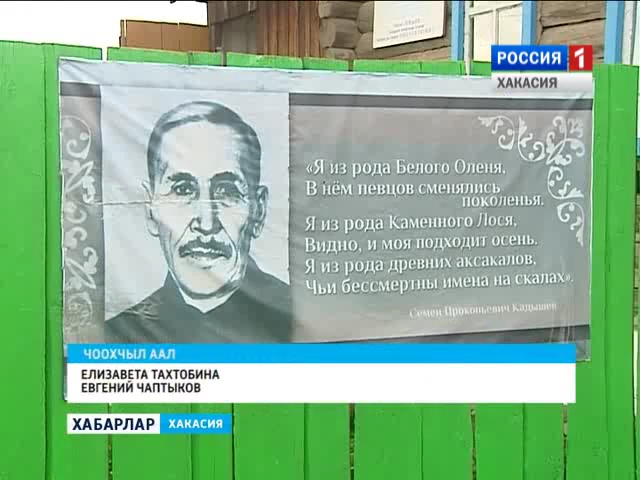 РОССИЯ 1
ХАКАСИЯ
«Я из рода Белого Оленя,
В нём певцов сменялись
поколенья.
Я из рода Каменного Лося,
Видно, и моя подходит осень.
Я из рода древних аксакалов,
Чьи бессмертны имена на скалах».
Семен Прокопьевич Кадышев
ЧООХЧЫЛ ААЛ
ЕЛИЗАВЕТА ТАХТОБИНА
ЕВГЕНИЙ ЧАПТЫКОВ
ХАБАРЛАР ХАКАСИЯ